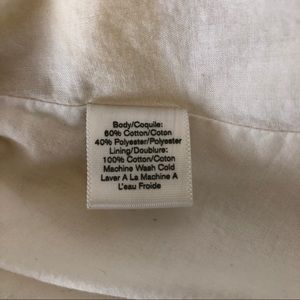 Body/Coquile:
60% Cotton/Coton
40% Polyester/Polyester
Lining/Doublure:
100% Cotton/Coton
Machine Wash Cold
Laver A La Machine A
L'eau Froide